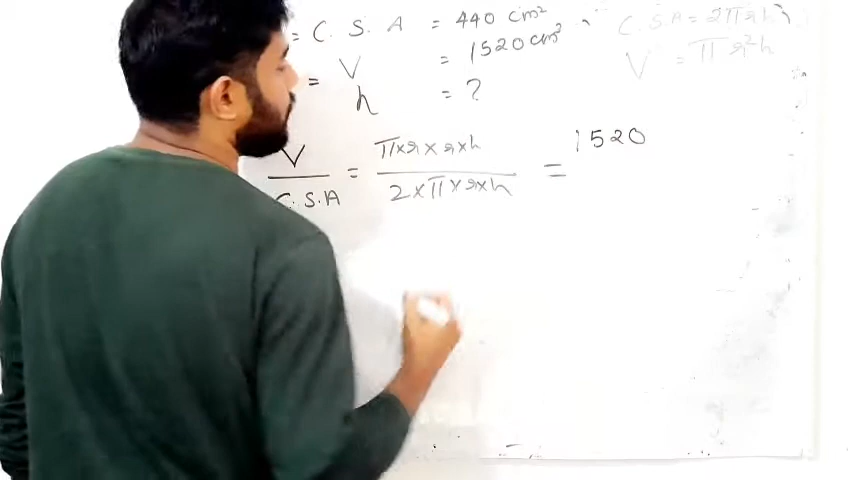 = C. S. A = 440 cm²
C.S.A = 2πrh
= V = 1520 cm³
V = πr²h
h = ?
V / C.S.A = π×r×r×h / 2×π×r×h = 1520